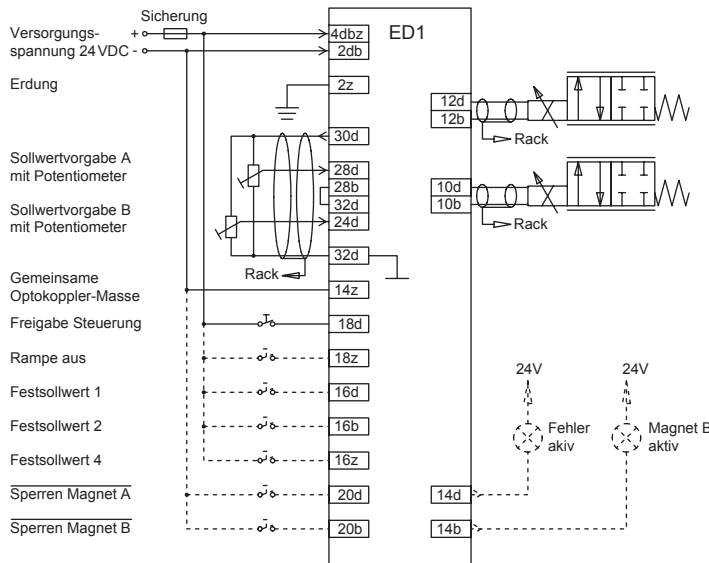 Sicherung
Versorgungs-
spannung 24 VDC
+
-
4dbz
2db
ED1
Erdung
2z
12d
12b
Rack
30d
Sollwertvorgabe A
mit Potentiometer
28d
28b
32d
10d
10b
Rack
Sollwertvorgabe B
mit Potentiometer
24d
32d
Rack
Gemeinsame
Optokoppler-Masse
14z
Freigabe Steuerung
18d
Rampe aus
18z
24V
24V
Festsollwert 1
16d
Festsollwert 2
16b
Fehler
akiv
Magnet B
aktiv
Festsollwert 4
16z
Sperren Magnet A
20d
14d
Sperren Magnet B
20b
14b